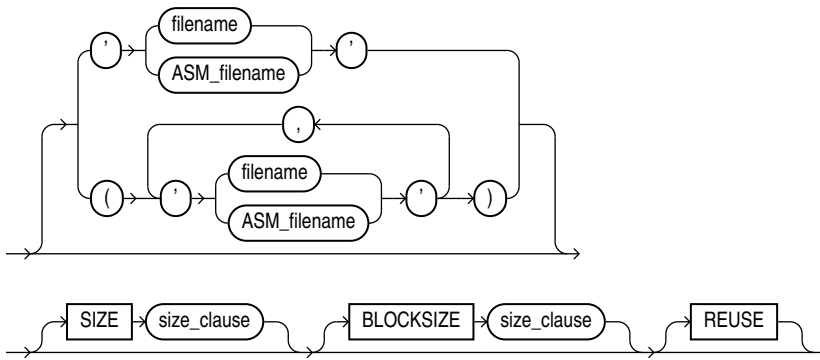 filename
' '
ASM_filename
,
filename
( ' ' )
ASM_filename
SIZE size_clause BLOCKSIZE size_clause REUSE